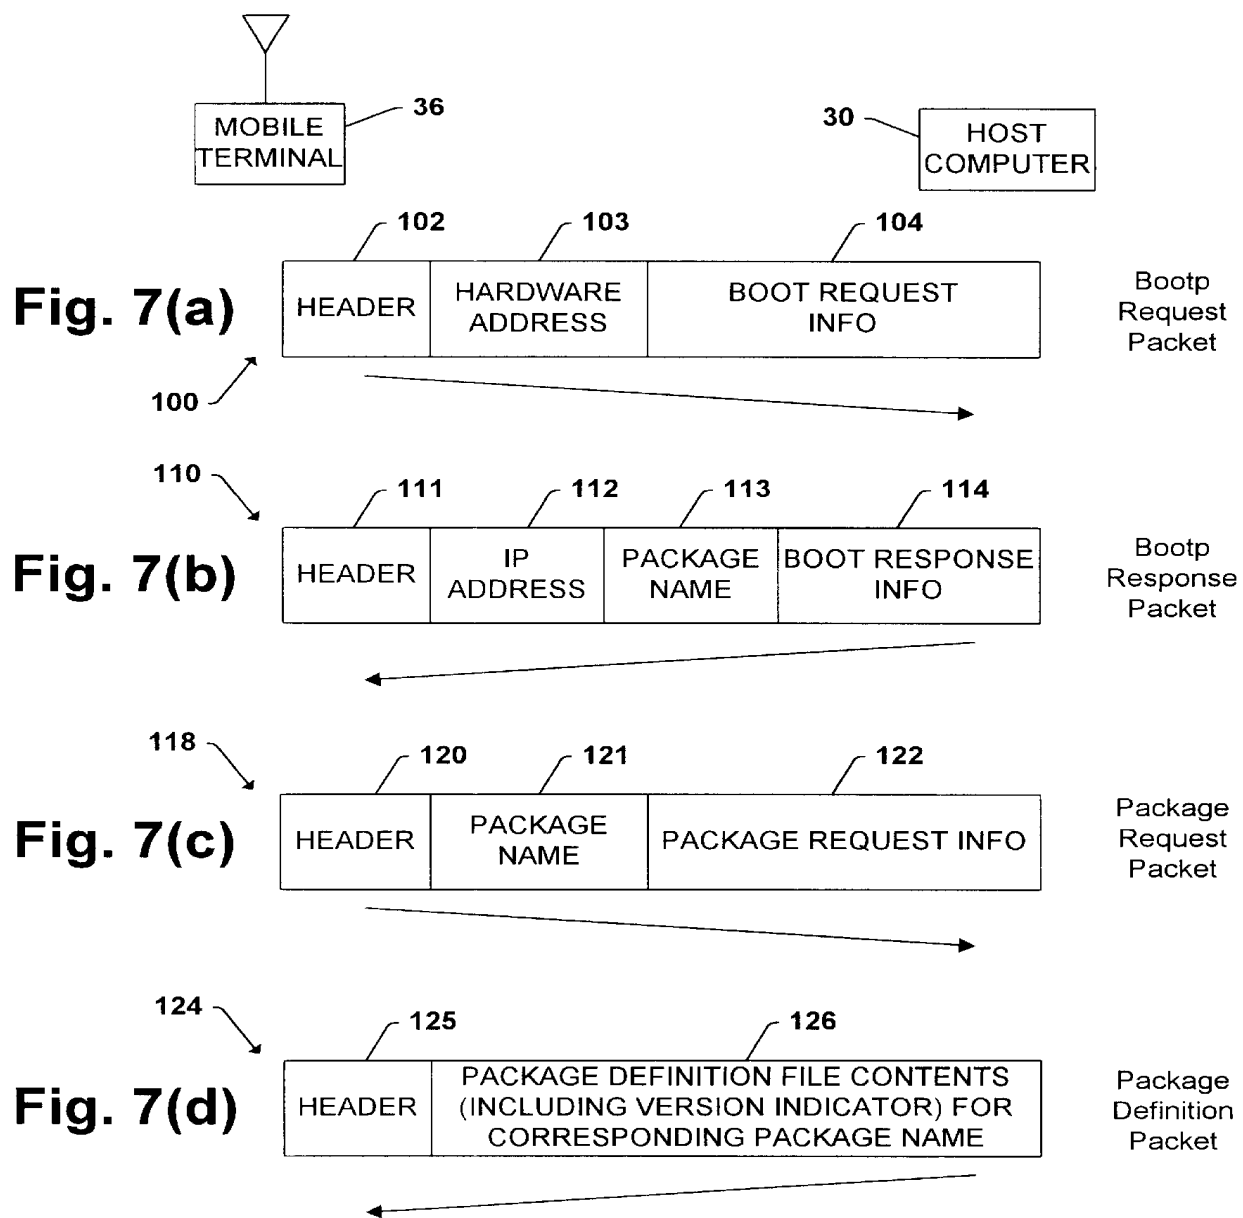 MOBILE
TERMINAL
36
30
HOST
COMPUTER
102
103
104
Fig. 7(a)
HEADER
HARDWARE
ADDRESS
BOOT REQUEST
INFO
Bootp
Request
Packet
100
110
111
112
113
114
Fig. 7(b)
HEADER
IP
ADDRESS
PACKAGE
NAME
BOOT RESPONSE
INFO
Bootp
Response
Packet
118
120
121
122
Fig. 7(c)
HEADER
PACKAGE
NAME
PACKAGE REQUEST INFO
Package
Request
Packet
124
125
126
Fig. 7(d)
HEADER
PACKAGE DEFINITION FILE CONTENTS
(INCLUDING VERSION INDICATOR) FOR
CORRESPONDING PACKAGE NAME
Package
Definition
Packet